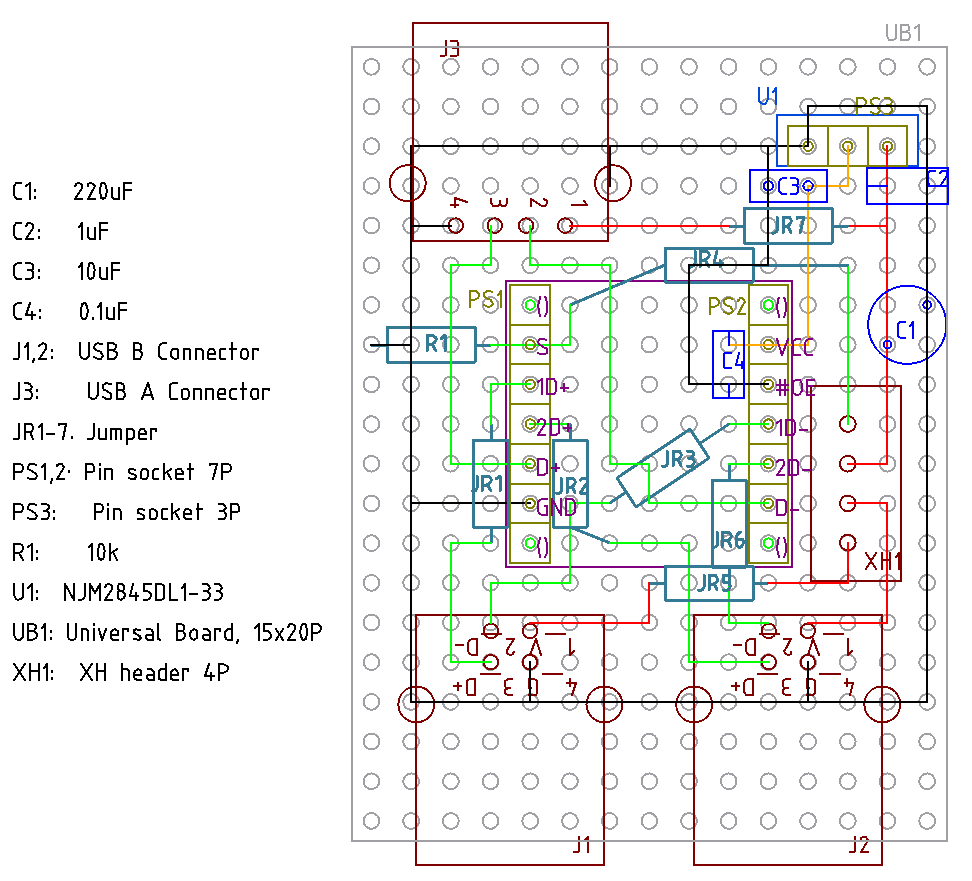 UB1
J3
U1
PS3
C3
C2
4 3 2 1
JR7
JR4
C1: 220uF
C2: 1uF
C3: 10uF
C4: 0.1uF
J1,2: USB B Connector
J3: USB A Connector
JR1-7. Jumper
PS1,2: Pin socket 7P
PS3: Pin socket 3P
R1: 10k
U1: NJM2845DL1-33
UB1: Universal Board, 15x20P
XH1: XH header 4P
PS1
()
PS2
()
C1
R1
S
C4
VCC
1D+
#OE
2D+
1D-
JR3
D+
2D-
JR1
JR2
GND
D-
()
JR6
()
XH1
JR5
D- 2 V 1
D+ 3 G 4
D- 2 V 1
D+ 3 G 4
J1
J2